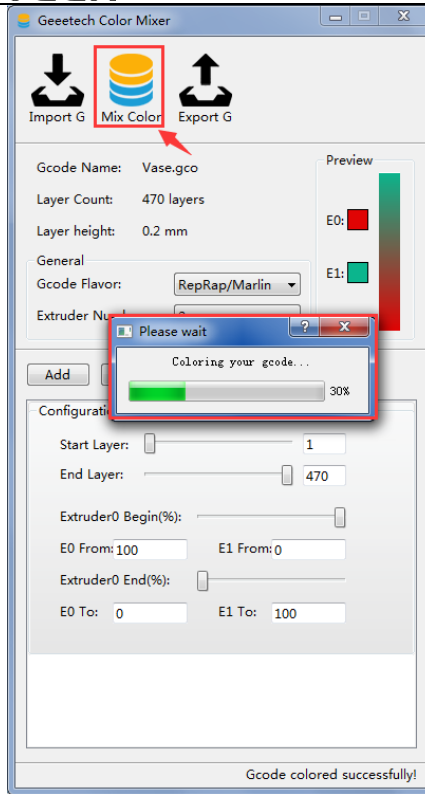 Geeetech Color Mixer
Import G Mix Color Export G
Gcode Name: Vase.gco
Preview
Layer Count: 470 layers
E0:
Layer height: 0.2 mm
General
Gcode Flavor: RepRap/Marlin
E1:
Extruder
Please wait
Coloring your gcode...
30%
Add
Start Layer: 1
End Layer: 470
Extruder0 Begin(%):
E0 From: 100 E1 From: 0
Extruder0 End(%):
E0 To: 0 E1 To: 100
Gcode colored successfully!